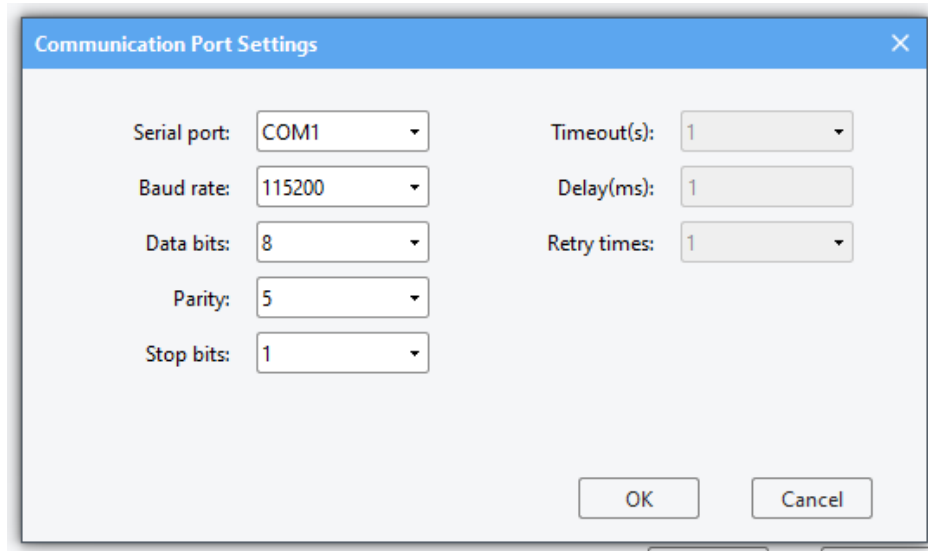 Communication Port Settings
Serial port: COM1
Baud rate: 115200
Data bits: 8
Parity: 5
Stop bits: 1
Timeout(s): 1
Delay(ms): 1
Retry times: 1
OK Cancel